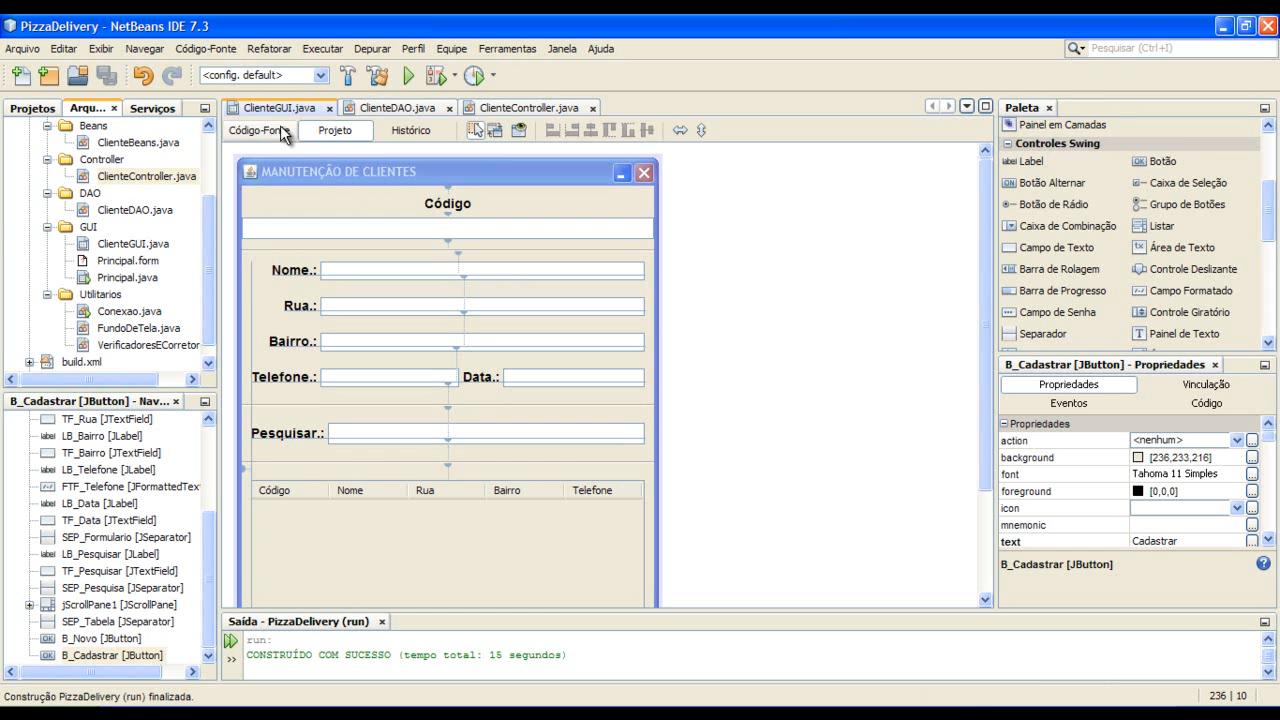 PizzaDelivery - NetBeans IDE 7.3
Arquivo Editar Exibir Navegar Código-Fonte Refatorar Executar Depurar Perfil Equipe Ferramentas Janela Ajuda
Pesquisar (Ctrl+I)
<config. default>
Projetos Arqu... Serviços
Beans
ClienteBeans.java
Controller
ClienteController.java
DAO
ClienteDAO.java
GUI
ClienteGUI.java
Principal.form
Principal.java
Utilitarios
Conexao.java
FundoDeTela.java
VerificadoresECorretor
build.xml
B_Cadastrar [JButton] - Nav...
TF_Rua [JTextField]
label LB_Bairro [JLabel]
TF_Bairro [JTextField]
label LB_Telefone [JLabel]
FTF_Telefone [JFormattedText
label LB_Data [JLabel]
TF_Data [JTextField]
SEP_Formulario [JSeparator]
label LB_Pesquisar [JLabel]
TF_Pesquisar [JTextField]
SEP_Pesquisa [JSeparator]
jScrollPane1 [JScrollPane]
SEP_Tabela [JSeparator]
OK B_Novo [JButton]
OK B_Cadastrar [JButton]
ClienteGUI.java ClienteDAO.java ClienteController.java
Código-Fonte Projeto Histórico
MANUTENÇÃO DE CLIENTES
Código
Nome.:
Rua.:
Bairro.:
Telefone.: Data.:
Pesquisar.:
Código Nome Rua Bairro Telefone
Saída - PizzaDelivery (run)
run:
CONSTRUÍDO COM SUCESSO (tempo total: 15 segundos)
Paleta
Painel em Camadas
Controles Swing
label Label OK Botão
ON Botão Alternar Caixa de Seleção
Botão de Rádio Grupo de Botões
Caixa de Combinação Listar
Campo de Texto Área de Texto
Barra de Rolagem Controle Deslizante
Barra de Progresso Campo Formatado
Campo de Senha Controle Giratório
Separador T Painel de Texto
B_Cadastrar [JButton] - Propriedades
Propriedades Vinculação
Eventos Código
Propriedades
action <nenhum>
background [236,233,216]
font Tahoma 11 Simples
foreground [0,0,0]
icon
mnemonic
text Cadastrar
B_Cadastrar [JButton]
Construção PizzaDelivery (run) finalizada.
236 | 10